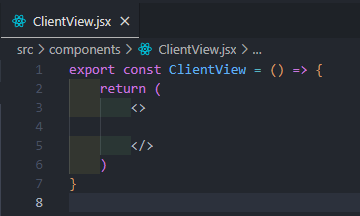 ClientView.jsx ×
src > components > ClientView.jsx > ...
1 export const ClientView = () => {
2     return (
3         <>
4
5         </>
6     )
7 }
8